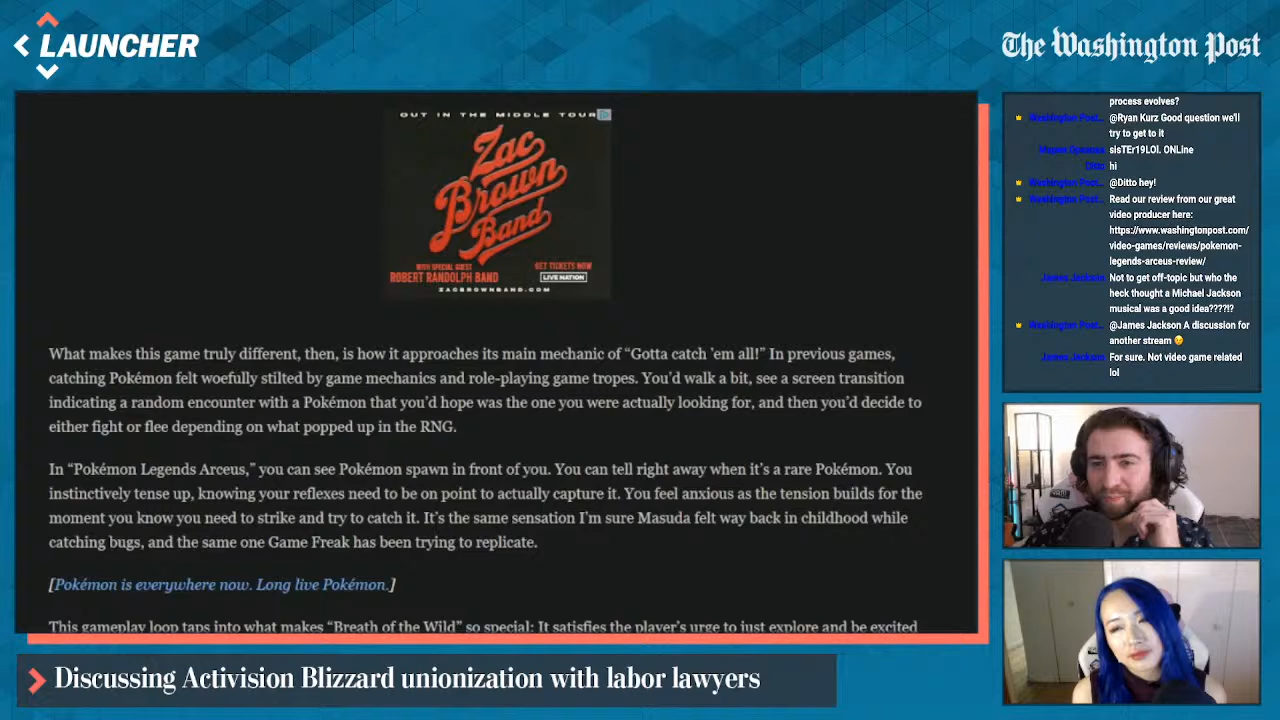 LAUNCHER
The Washington Post
OUT IN THE MIDDLE TOUR
Zac
Brown
Band
WITH SPECIAL GUEST
ROBERT RANDOLPH BAND
GET TICKETS NOW
LIVE NATION
ZACBROWNBAND.COM
What makes this game truly different, then, is how it approaches its main mechanic of “Gotta catch ’em all!” In previous games,
catching Pokémon felt woefully stilted by game mechanics and role-playing game tropes. You’d walk a bit, see a screen transition
indicating a random encounter with a Pokémon that you’d hope was the one you were actually looking for, and then you’d decide to
either fight or flee depending on what popped up in the RNG.
In “Pokémon Legends Arceus,” you can see Pokémon spawn in front of you. You can tell right away when it’s a rare Pokémon. You
instinctively tense up, knowing your reflexes need to be on point to actually capture it. You feel anxious as the tension builds for the
moment you know you need to strike and try to catch it. It’s the same sensation I’m sure Masuda felt way back in childhood while
catching bugs, and the same one Game Freak has been trying to replicate.
[Pokémon is everywhere now. Long live Pokémon.]
This gameplay loop taps into what makes “Breath of the Wild” so special: It satisfies the player’s urge to just explore and be excited
process evolves?
Washington Post... @Ryan Kurz Good question we'll
try to get to it
sIsTEr19LOI. ONLine
Ditto hi
Washington Post... @Ditto hey!
Washington Post... Read our review from our great
video producer here:
https://www.washingtonpost.com/
video-games/reviews/pokemon-
legends-arceus-review/
James Jackson Not to get off-topic but who the
heck thought a Michael Jackson
musical was a good idea????!?
Washington Post... @James Jackson A discussion for
another stream
James Jackson For sure. Not video game related
lol
Discussing Activision Blizzard unionization with labor lawyers